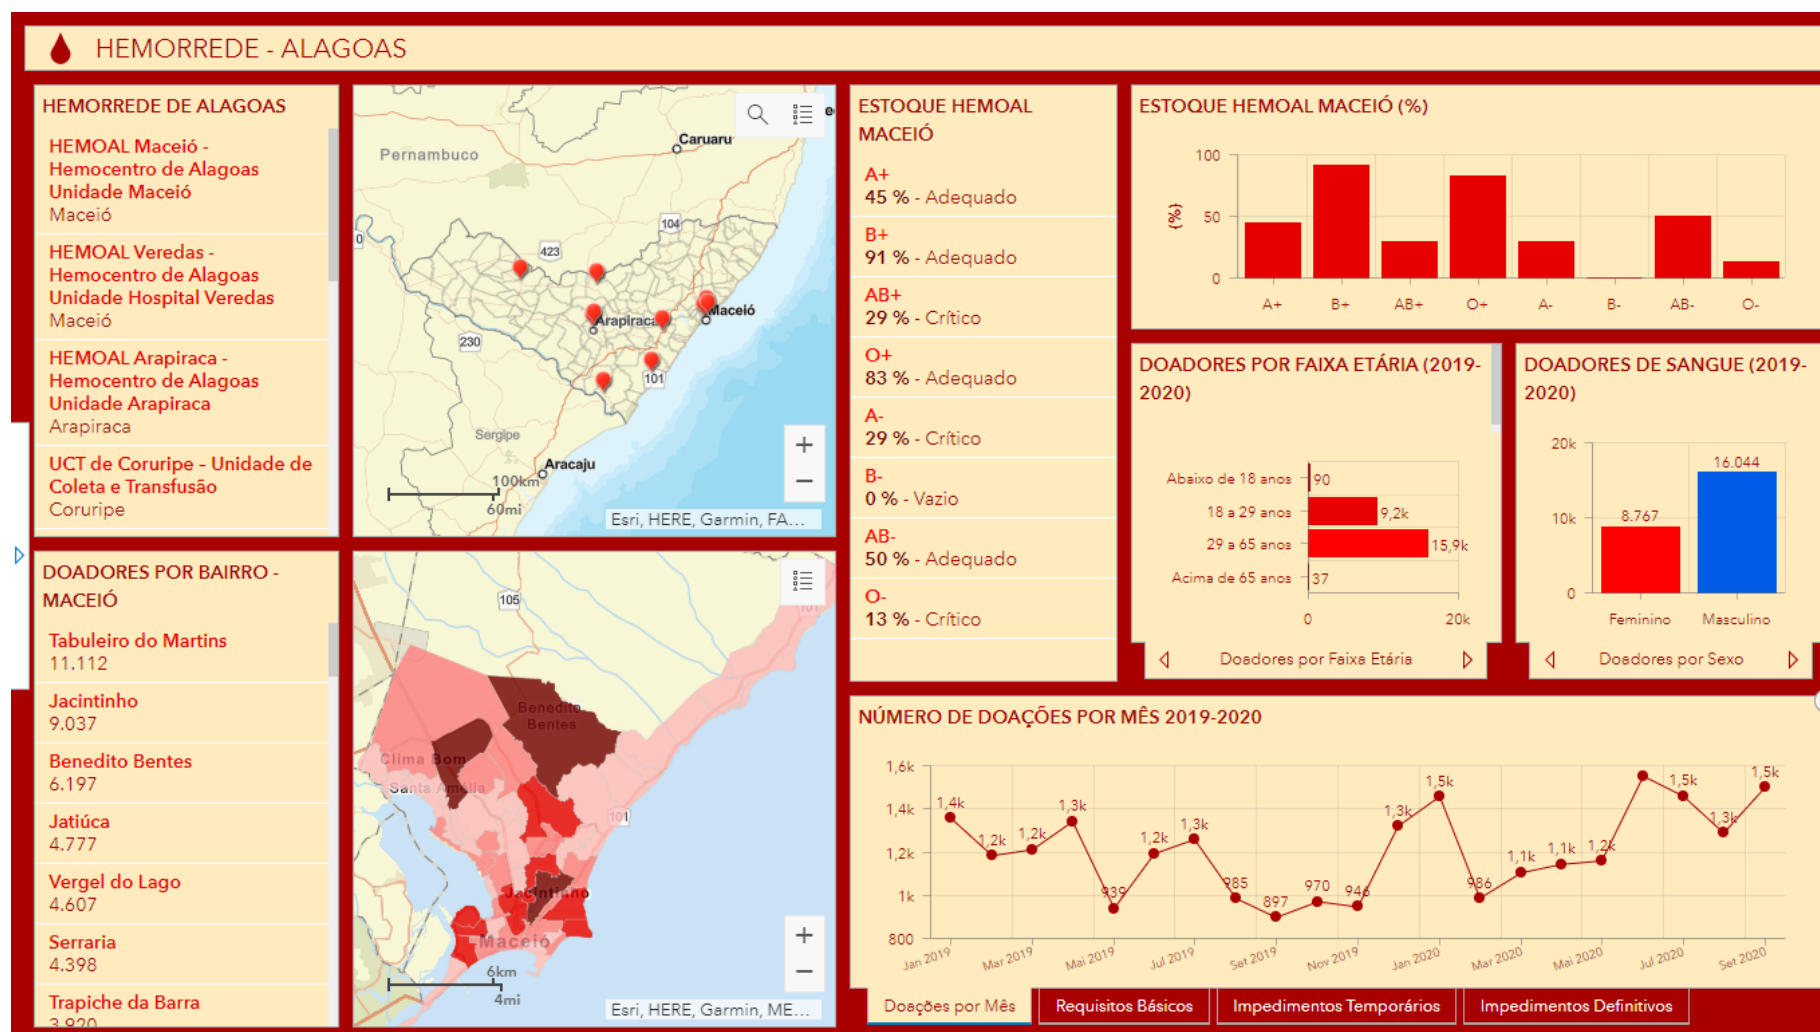 HEMORREDE - ALAGOAS
HEMORREDE DE ALAGOAS
HEMOAL Maceió -
Hemocentro de Alagoas
Unidade Maceió
Maceió
HEMOAL Veredas -
Hemocentro de Alagoas
Unidade Hospital Veredas
Maceió
HEMOAL Arapiraca -
Hemocentro de Alagoas
Unidade Arapiraca
Arapiraca
UCT de Coruripe - Unidade de
Coleta e Transfusão
Coruripe
Caruaru
Pernambuco
104
423
0
Maceió
Arapiraca
230
101
Sergipe
Aracaju
100km
60mi
Esri, HERE, Garmin, FA...
ESTOQUE HEMOAL
MACEIÓ
A+
45 % - Adequado
B+
91 % - Adequado
AB+
29 % - Crítico
O+
83 % - Adequado
A-
29 % - Crítico
B-
0 % - Vazio
AB-
50 % - Adequado
O-
13 % - Crítico
ESTOQUE HEMOAL MACEIÓ (%)
100
50
0
(%)
A+ B+ AB+ O+ A- B- AB- O-
DOADORES POR FAIXA ETÁRIA (2019-
2020)
Abaixo de 18 anos 90
18 a 29 anos 9,2k
29 a 65 anos 15,9k
Acima de 65 anos 37
0 20k
Doadores por Faixa Etária
DOADORES DE SANGUE (2019-
2020)
20k
16.044
10k 8.767
0
Feminino Masculino
Doadores por Sexo
DOADORES POR BAIRRO -
MACEIÓ
Tabuleiro do Martins
11.112
Jacintinho
9.037
Benedito Bentes
6.197
Jatiúca
4.777
Vergel do Lago
4.607
Serraria
4.398
Trapiche da Barra
3.920
105
101
Benedito
Bentes
Clima Bom
Santa Amélia
101
Jacintinho
Maceió
6km
4mi
Esri, HERE, Garmin, ME...
NÚMERO DE DOAÇÕES POR MÊS 2019-2020
1,6k
1,4k
1,2k
1k
800
1,4k 1,2k 1,2k 1,3k 939 1,2k 1,3k 985 897 970 946 1,3k 1,5k 986 1,1k 1,1k 1,2k 1,5k 1,3k 1,5k
Jan 2019 Mar 2019 Mai 2019 Jul 2019 Set 2019 Nov 2019 Jan 2020 Mar 2020 Mai 2020 Jul 2020 Set 2020
Doações por Mês Requisitos Básicos Impedimentos Temporários Impedimentos Definitivos